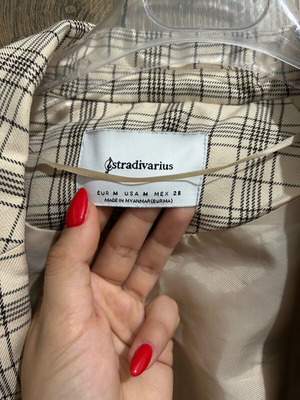 stradivarius
EUR M USA M MEX 28
MADE IN MYANMAR(BURMA)